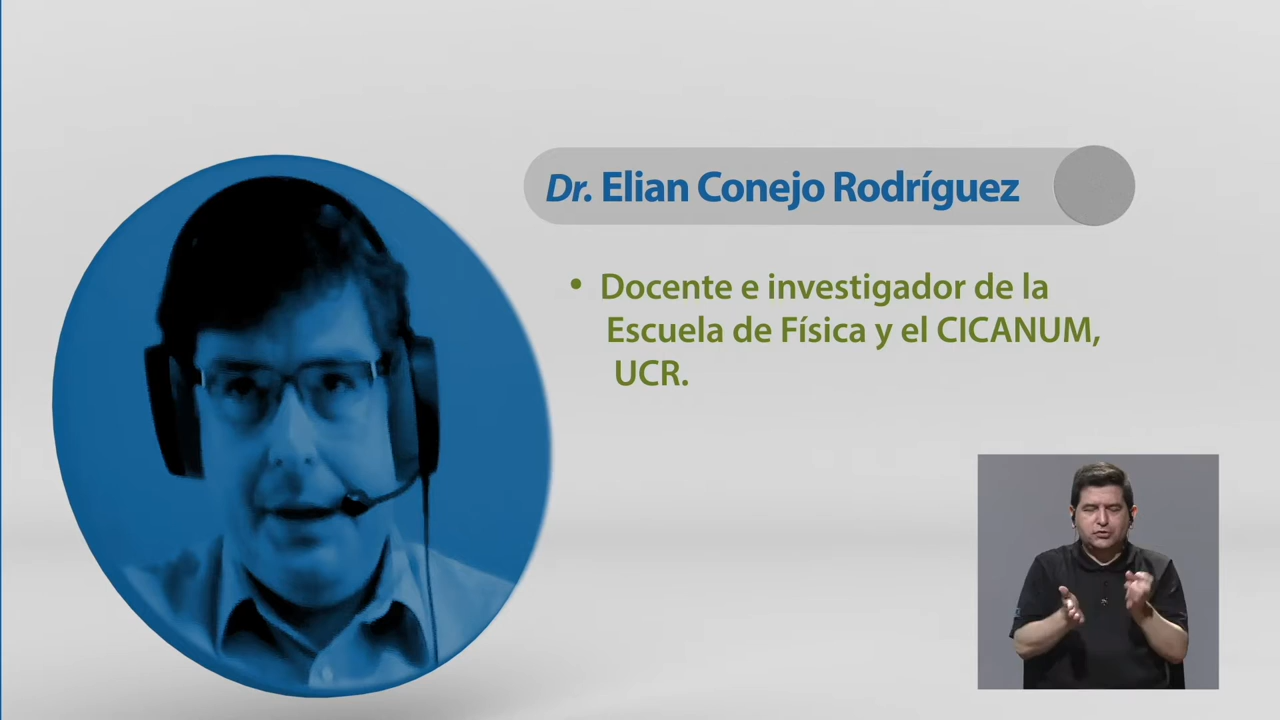 Dr. Elian Conejo Rodríguez
• Docente e investigador de la
Escuela de Física y el CICANUM,
UCR.